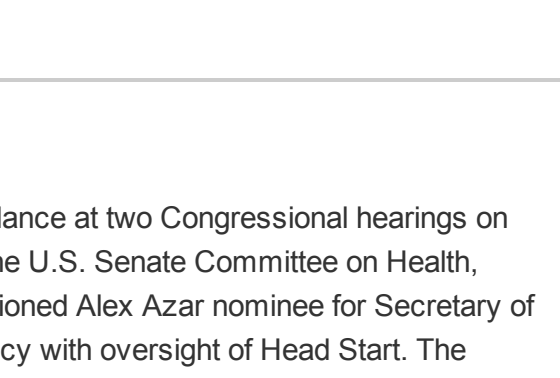 lance at two Congressional hearings on
he U.S. Senate Committee on Health,
ioned Alex Azar nominee for Secretary of
cy with oversight of Head Start. The